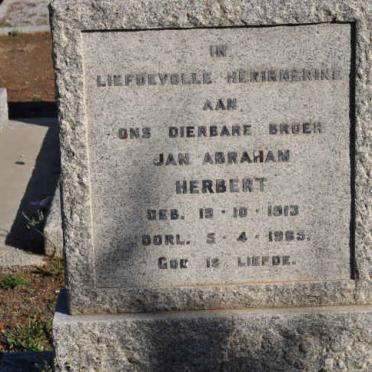 IN
LIEFDEVOLLE HERINNERING
AAN
ONS DIERBARE BROER
JAN ABRAHAM
HERBERT
GEB. 19 · 10 · 1913
OORL. 5 · 4 · 1965.
GOD IS LIEFDE.